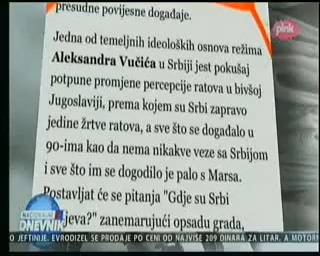 presudne povijesne događaje.
pink
Jedna od temeljnih ideoloških osnova režima
Aleksandra Vučića u Srbiji jest pokušaj
potpune promjene percepcije ratova u bivšoj
Jugoslaviji, prema kojem su Srbi zapravo
jedine žrtve ratova, a sve što se događalo u
90-ima kao da nema nikakve veze sa Srbijom
i sve što im se dogodilo je palo s Marsa.
Postavljat će se pitanja "Gdje su Srbi
jeva?" zanemarujući opsadu grada,
NACIONALNI
DNEVNIK
O JEFTINIJE. EVRODIZEL SE PRODAJE PO CENI OD NAJVIŠE 209 DINARA ZA LITAR, A